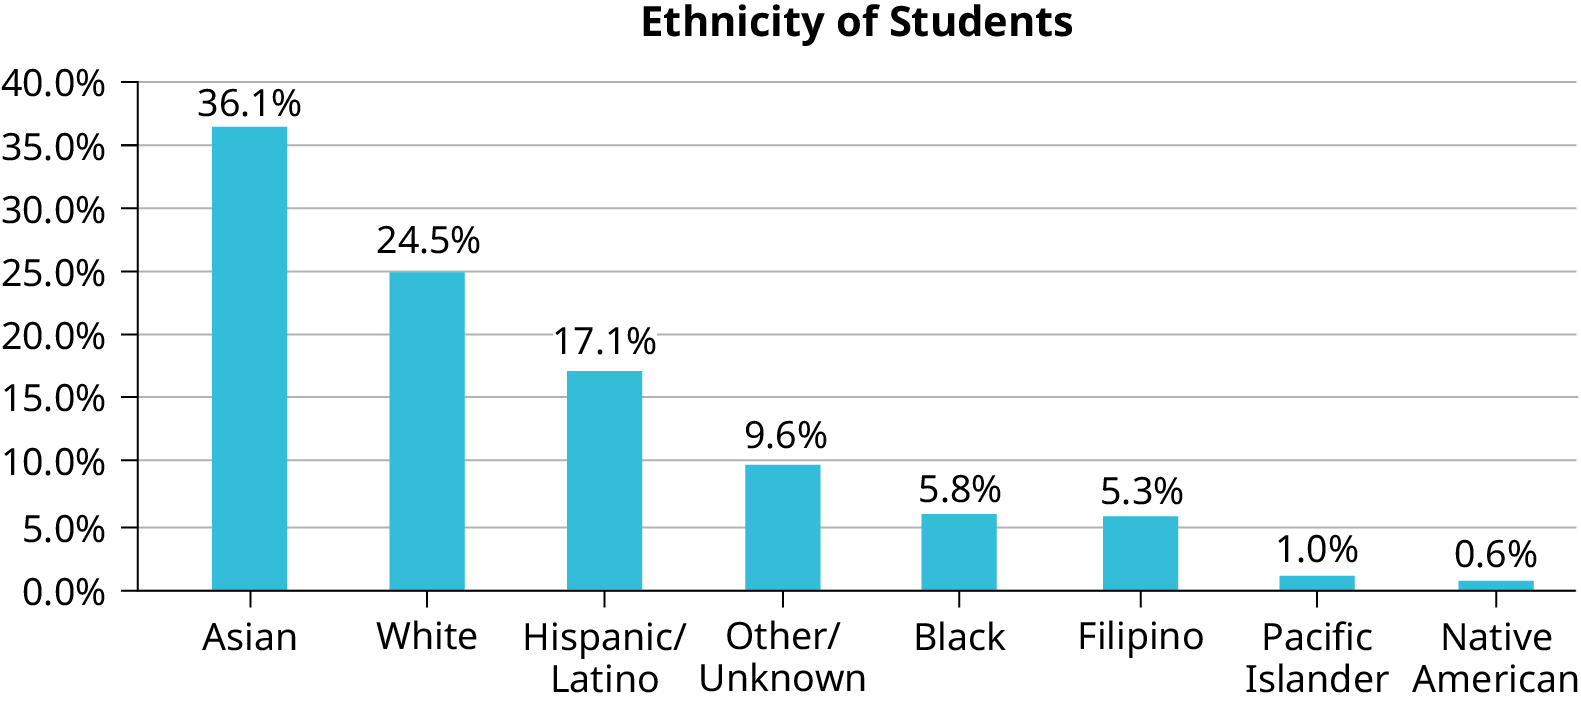 Ethnicity of Students
40.0%
35.0%
30.0%
25.0%
20.0%
15.0%
10.0%
5.0%
0.0%
36.1%
24.5%
17.1%
9.6%
5.8%
5.3%
1.0%
0.6%
Asian
White
Hispanic/
Latino
Other/
Unknown
Black
Filipino
Pacific
Islander
Native
American